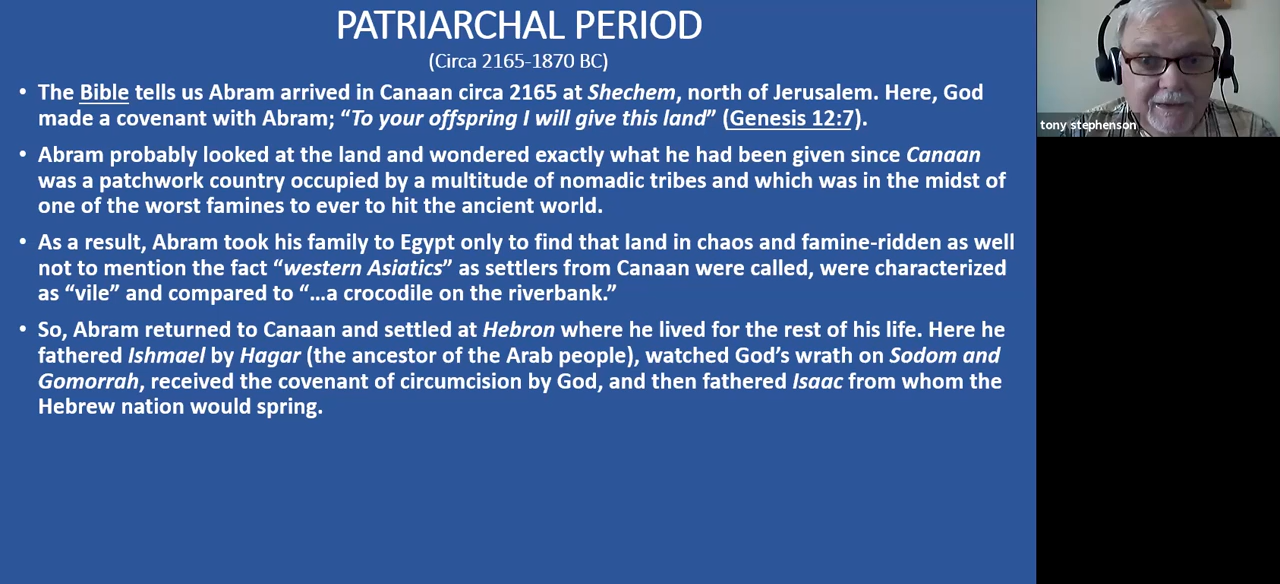 PATRIARCHAL PERIOD
(Circa 2165-1870 BC)
• The Bible tells us Abram arrived in Canaan circa 2165 at Shechem, north of Jerusalem. Here, God
made a covenant with Abram; “To your offspring I will give this land” (Genesis 12:7).
• Abram probably looked at the land and wondered exactly what he had been given since Canaan
was a patchwork country occupied by a multitude of nomadic tribes and which was in the midst of
one of the worst famines to ever to hit the ancient world.
• As a result, Abram took his family to Egypt only to find that land in chaos and famine-ridden as well
not to mention the fact “western Asiatics” as settlers from Canaan were called, were characterized
as “vile” and compared to “…a crocodile on the riverbank.”
• So, Abram returned to Canaan and settled at Hebron where he lived for the rest of his life. Here he
fathered Ishmael by Hagar (the ancestor of the Arab people), watched God’s wrath on Sodom and
Gomorrah, received the covenant of circumcision by God, and then fathered Isaac from whom the
Hebrew nation would spring.
tony stephenson